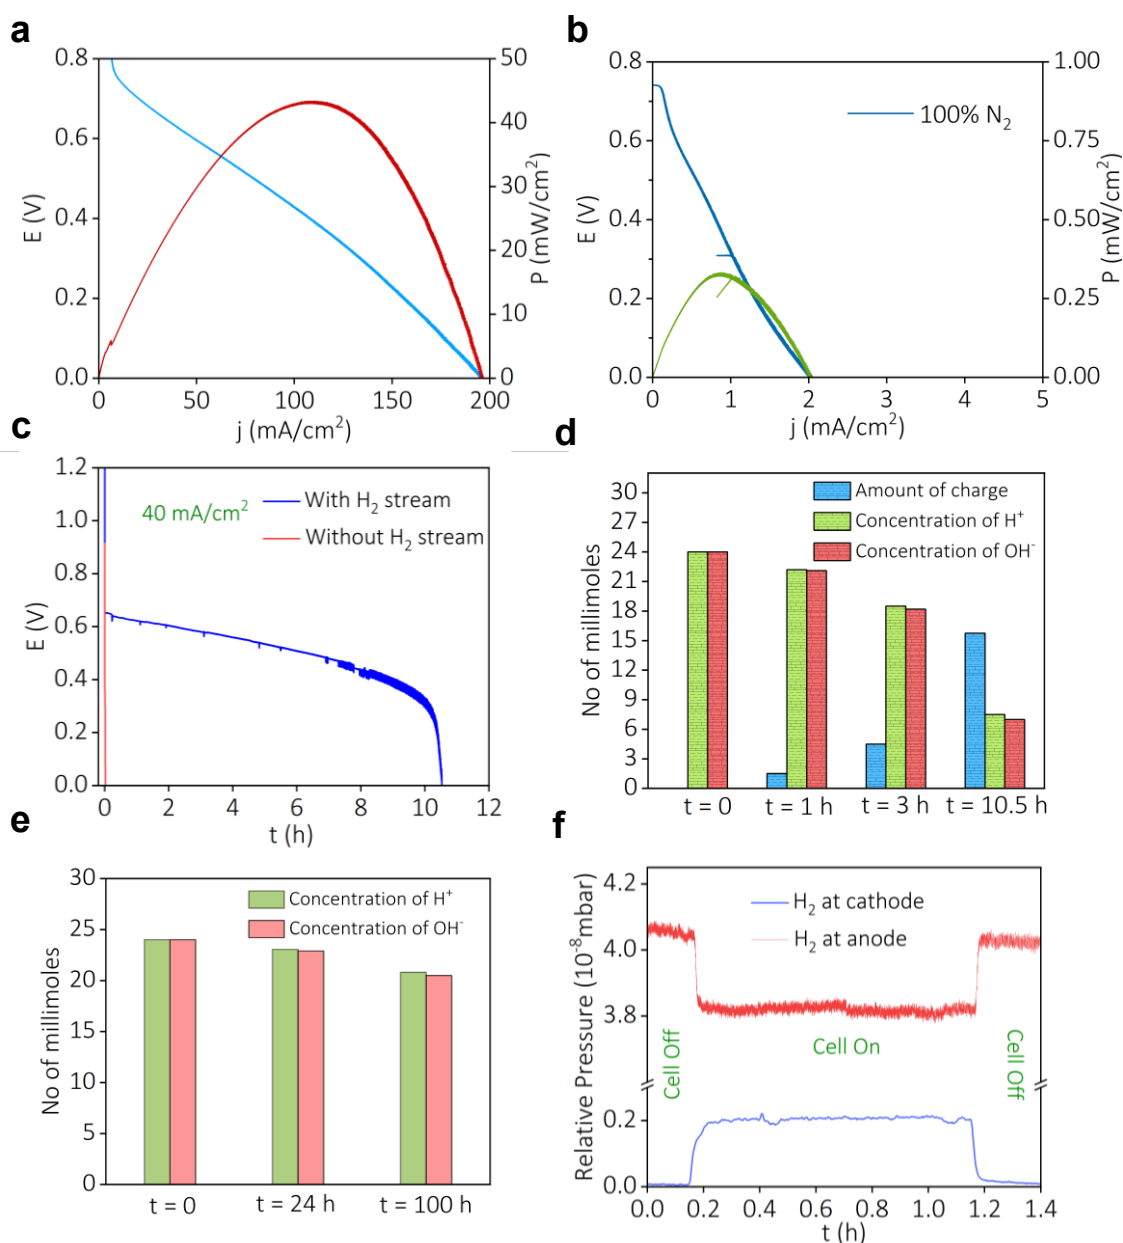 a
0.8
0.6
0.4
0.2
0.0
E (V)
50
40
30
20
10
0
P (mW/cm²)
0 50 100 150 200
j (mA/cm²)
b
0.8
0.6
0.4
0.2
0.0
E (V)
100% N₂
1.00
0.75
0.50
0.25
0.00
P (mW/cm²)
0 1 2 3 4 5
j (mA/cm²)
c
1.2
1.0
0.8
0.6
0.4
0.2
0.0
E (V)
40 mA/cm²
With H₂ stream
Without H₂ stream
0 2 4 6 8 10 12
t (h)
d
30
27
24
21
18
15
12
9
6
3
0
No of millimoles
Amount of charge
Concentration of H⁺
Concentration of OH⁻
t = 0 t = 1 h t = 3 h t = 10.5 h
e
30
25
20
15
10
5
0
No of millimoles
Concentration of H⁺
Concentration of OH⁻
t = 0 t = 24 h t = 100 h
f
4.2
4.0
3.8
0.2
0.0
Relative Pressure (10⁻⁸mbar)
H₂ at cathode
H₂ at anode
Cell Off
Cell On
Cell Off
0.0 0.2 0.4 0.6 0.8 1.0 1.2 1.4
t (h)